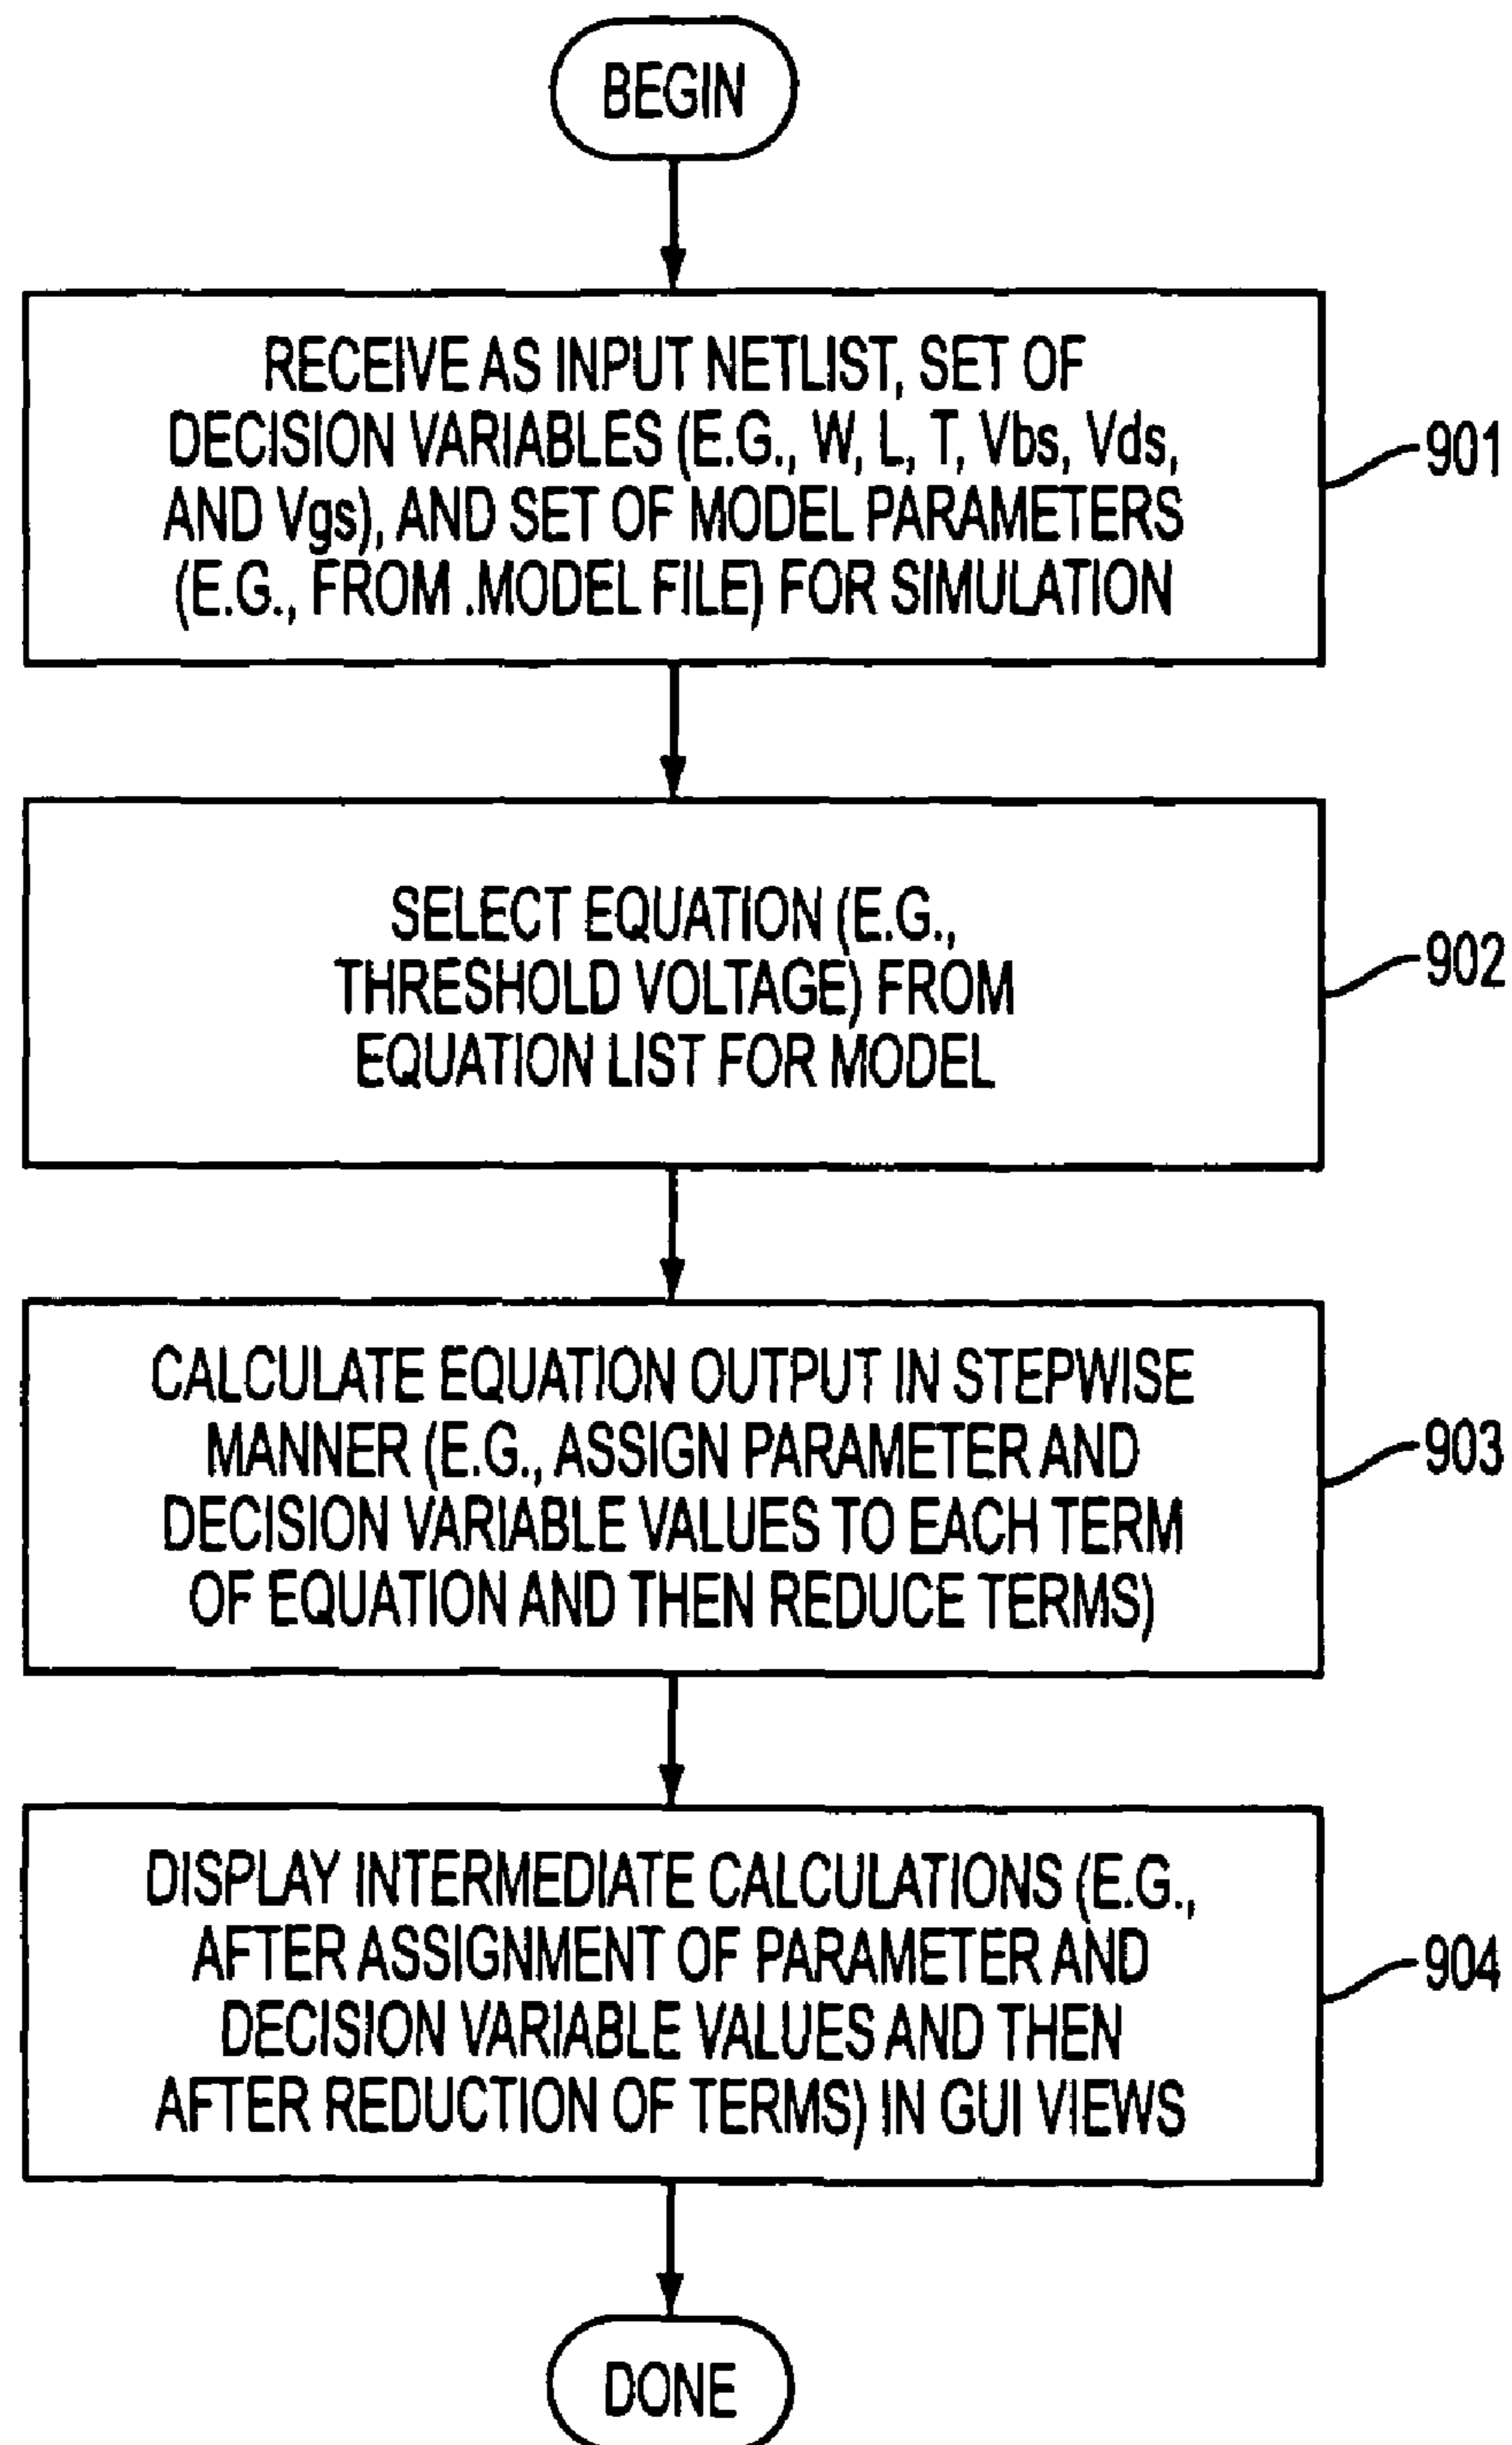 BEGIN
RECEIVE AS INPUT NETLIST, SET OF
DECISION VARIABLES (E.G., W, L, T, Vbs, Vds,
AND Vgs), AND SET OF MODEL PARAMETERS
(E.G., FROM .MODEL FILE) FOR SIMULATION
901
SELECT EQUATION (E.G.,
THRESHOLD VOLTAGE) FROM
EQUATION LIST FOR MODEL
902
CALCULATE EQUATION OUTPUT IN STEPWISE
MANNER (E.G., ASSIGN PARAMETER AND
DECISION VARIABLE VALUES TO EACH TERM
OF EQUATION AND THEN REDUCE TERMS)
903
DISPLAY INTERMEDIATE CALCULATIONS (E.G.,
AFTER ASSIGNMENT OF PARAMETER AND
DECISION VARIABLE VALUES AND THEN
AFTER REDUCTION OF TERMS) IN GUI VIEWS
904
DONE